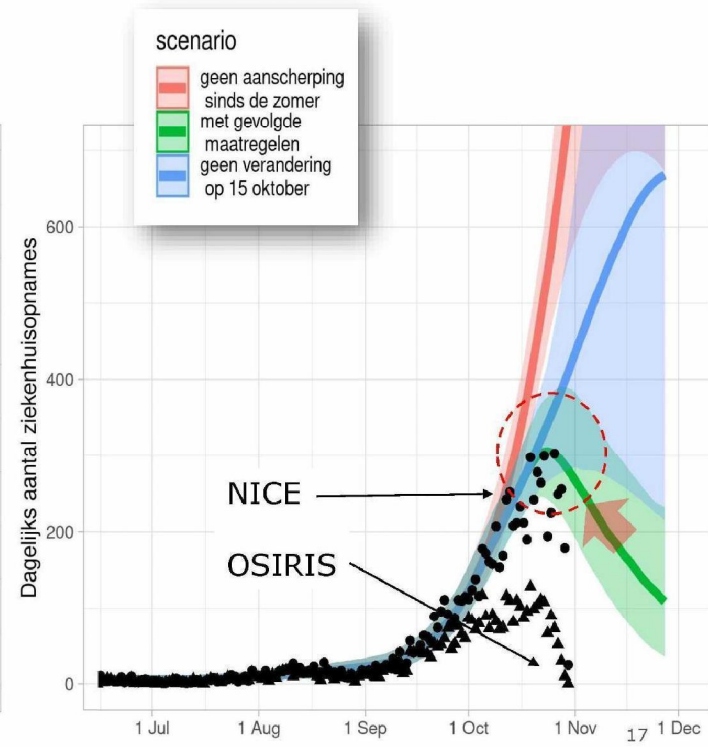 scenario
geen aanscherping
sinds de zomer
met gevolgde
maatregelen
geen verandering
op 15 oktober
Dagelijks aantal ziekenhuisopnames
600
400
200
0
NICE
OSIRIS
1 Jul
1 Aug
1 Sep
1 Oct
1 Nov
1 Dec
17